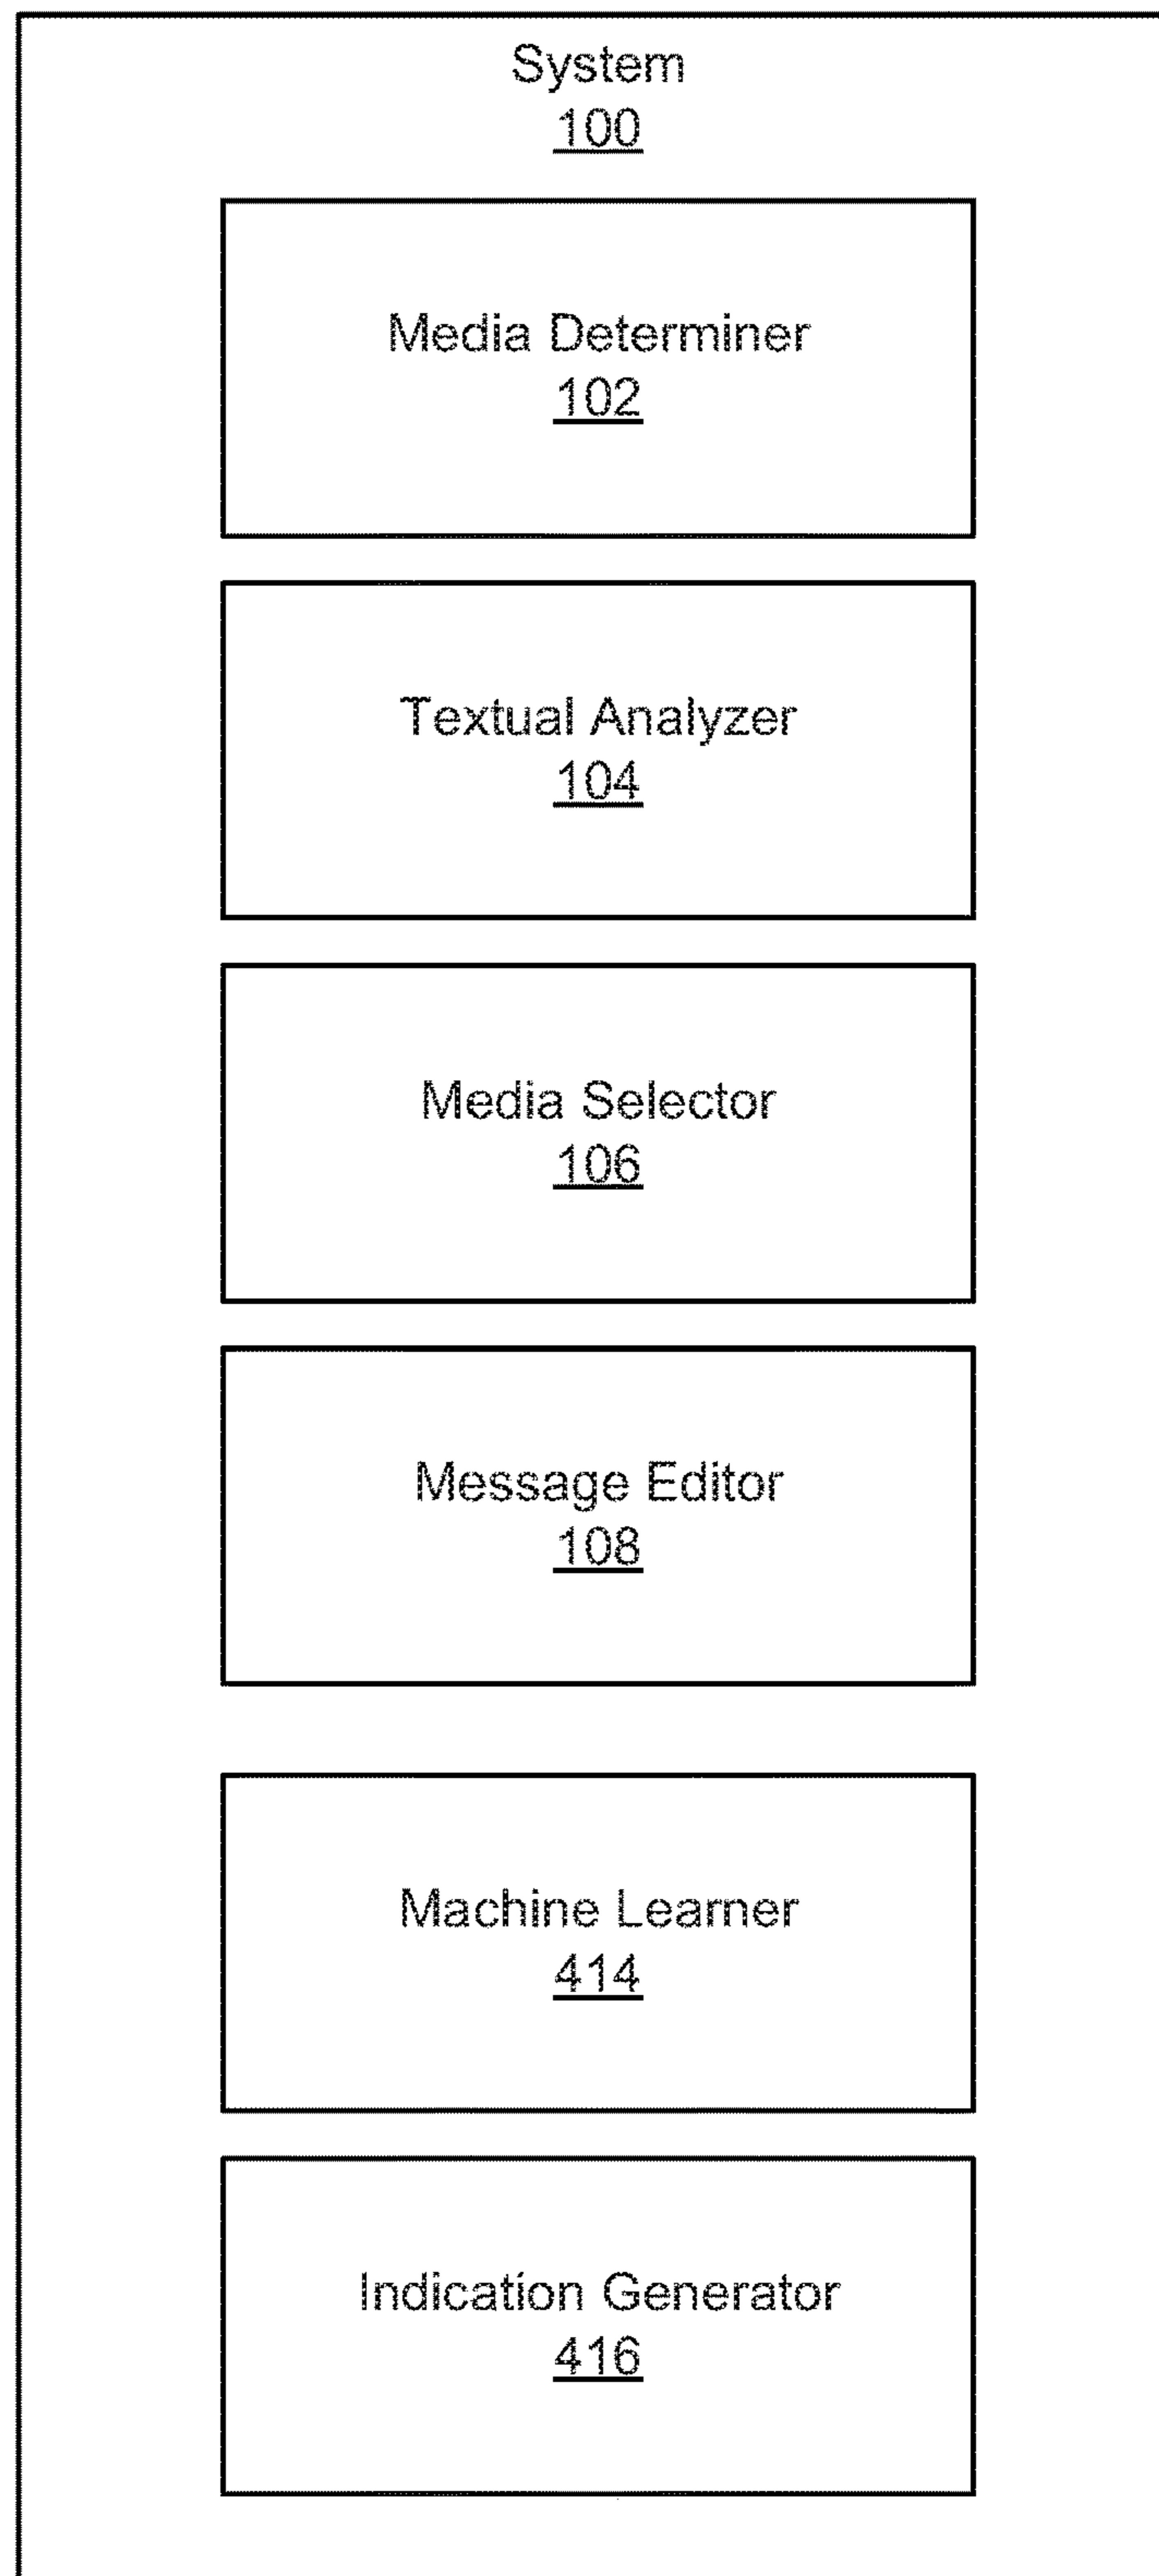 System
100
Media Determiner
102
Textual Analyzer
104
Media Selector
106
Message Editor
108
Machine Learner
414
Indication Generator
416